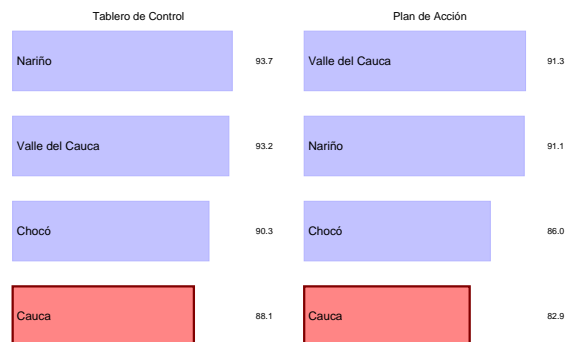 Tablero de Control
Nariño 93.7
Valle del Cauca 93.2
Chocó 90.3
Cauca 88.1
Plan de Acción
Valle del Cauca 91.3
Nariño 91.1
Chocó 86.0
Cauca 82.9